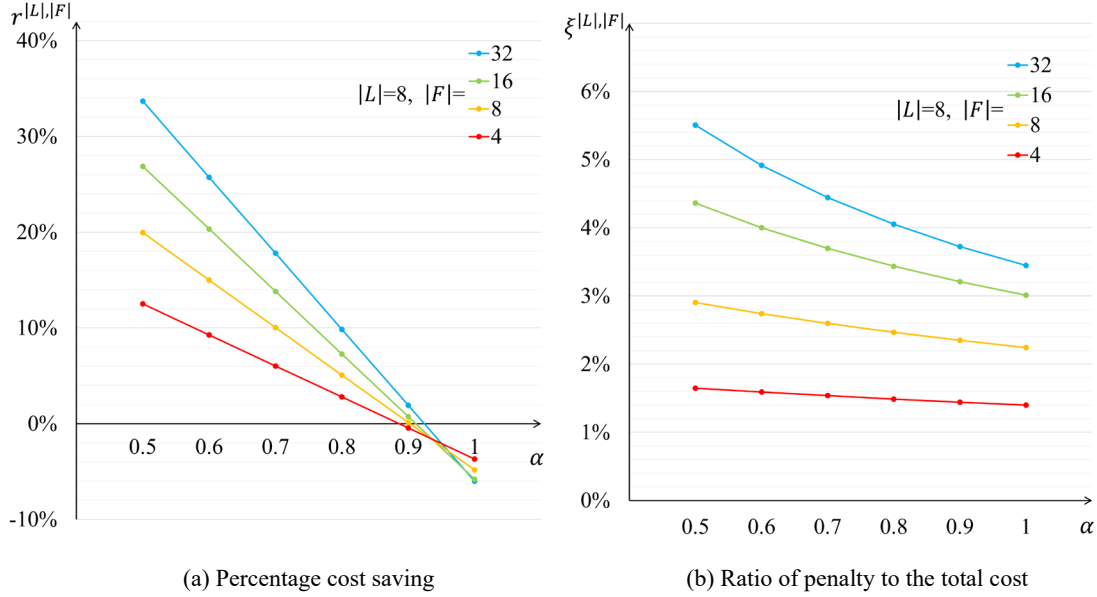 r^{|L|,|F|}
40%
30%
20%
10%
0%
-10%
0.5 0.6 0.7 0.8 0.9 1
α
|L|=8, |F|=
32
16
8
4
(a) Percentage cost saving
ξ^{|L|,|F|}
6%
5%
4%
3%
2%
1%
0%
0.5 0.6 0.7 0.8 0.9 1 α
|L|=8, |F|=
32
16
8
4
(b) Ratio of penalty to the total cost